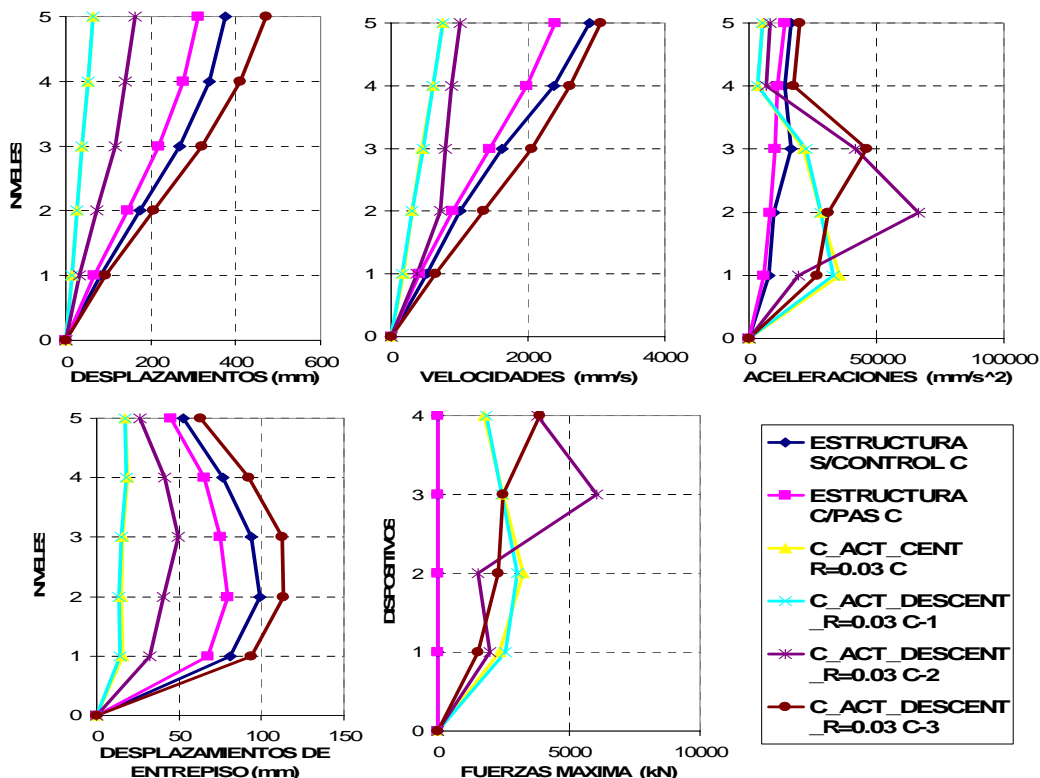 5
4
3
2
1
0
NIVELES
0 200 400 600
DESPLAZAMIENTOS (mm)
5
4
3
2
1
0
0 2000 4000
VELOCIDADES (mm/s)
5
4
3
2
1
0
0 50000 100000
ACELERACIONES (mm/s^2)
5
4
3
2
1
0
NIVELES
0 50 100 150
DESPLAZAMIENTOS DE
ENTREPISO (mm)
4
3
2
1
0
DISPOSITIVOS
0 5000 10000
FUERZAS MAXIMA (kN)
ESTRUCTURA
S/CONTROL C
ESTRUCTURA
C/PAS C
C_ACT_CENT
R=0.03 C
C_ACT_DESCENT
_R=0.03 C-1
C_ACT_DESCENT
_R=0.03 C-2
C_ACT_DESCENT
_R=0.03 C-3